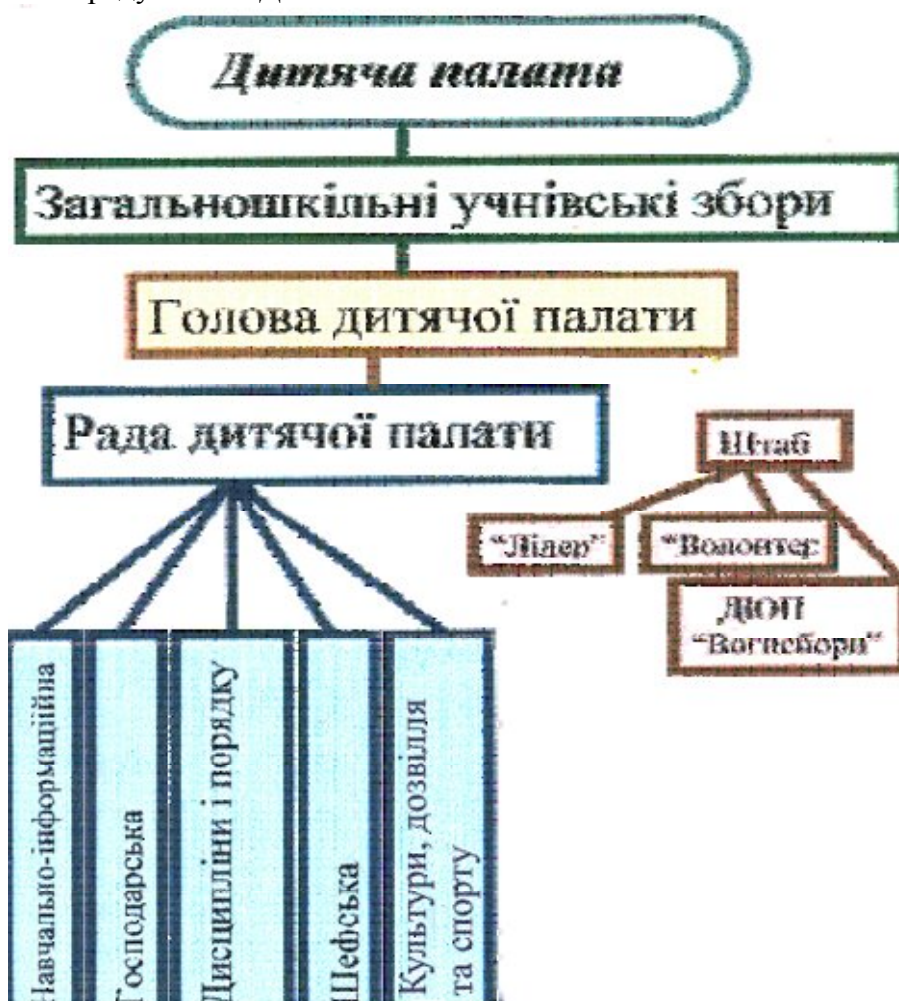 Дитяча палата
Загальношкільні учнівські збори
Голова дитячої палати
Рада дитячої палати
Штаб
“Лідер”
“Волонтер
ДЮП
“Вогнеборн”
Навчально-інформаційна
Господарська
Дисципліни і порядку
Шефська
Культури, дозвілля
та спорту